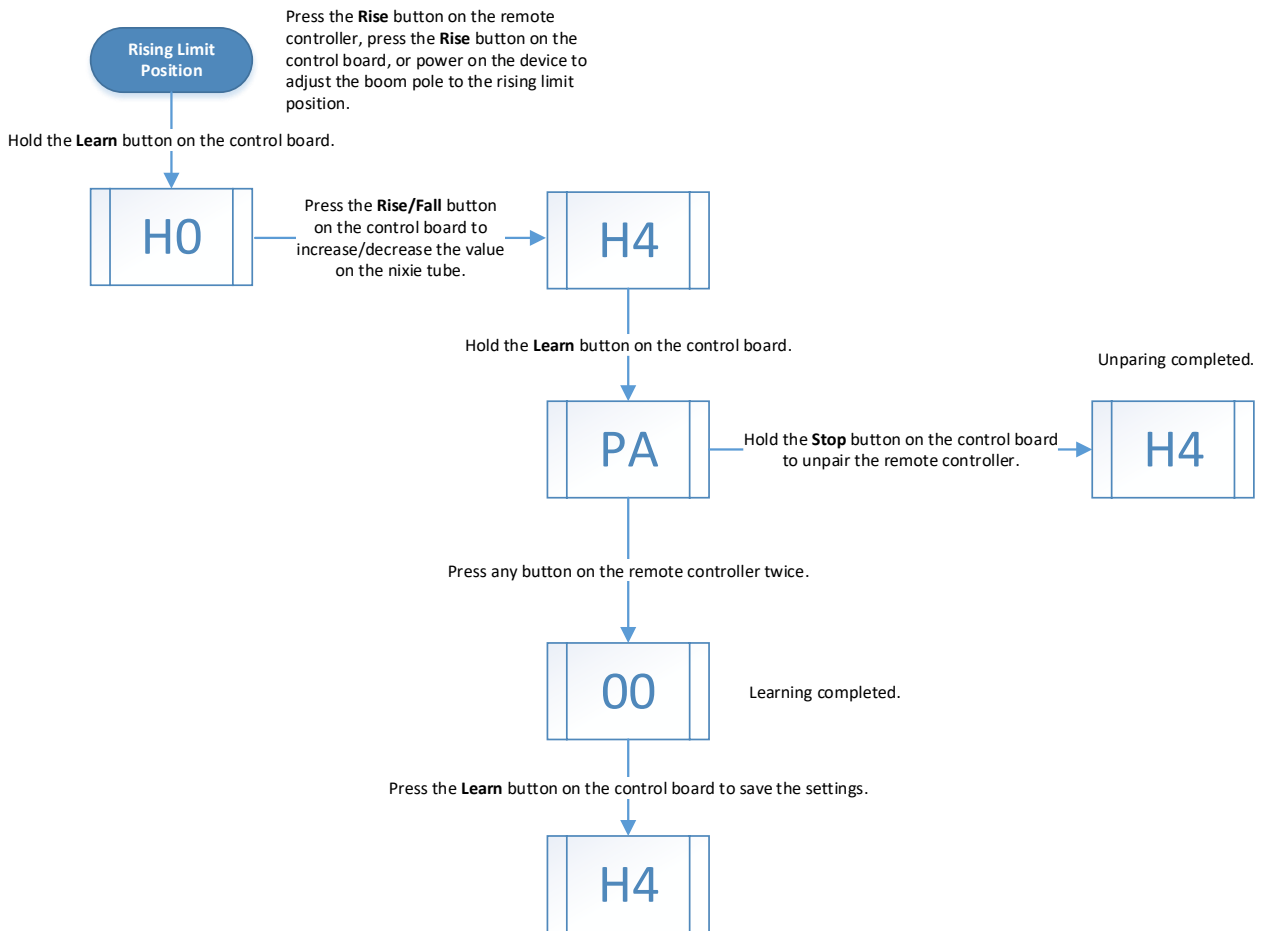 Rising Limit
Position
Press the Rise button on the remote
controller, press the Rise button on the
control board, or power on the device to
adjust the boom pole to the rising limit
position.
Hold the Learn button on the control board.
H0
Press the Rise/Fall button
on the control board to
increase/decrease the value
on the nixie tube.
H4
Hold the Learn button on the control board.
Unparing completed.
PA
Hold the Stop button on the control board
to unpair the remote controller.
H4
Press any button on the remote controller twice.
00
Learning completed.
Press the Learn button on the control board to save the settings.
H4